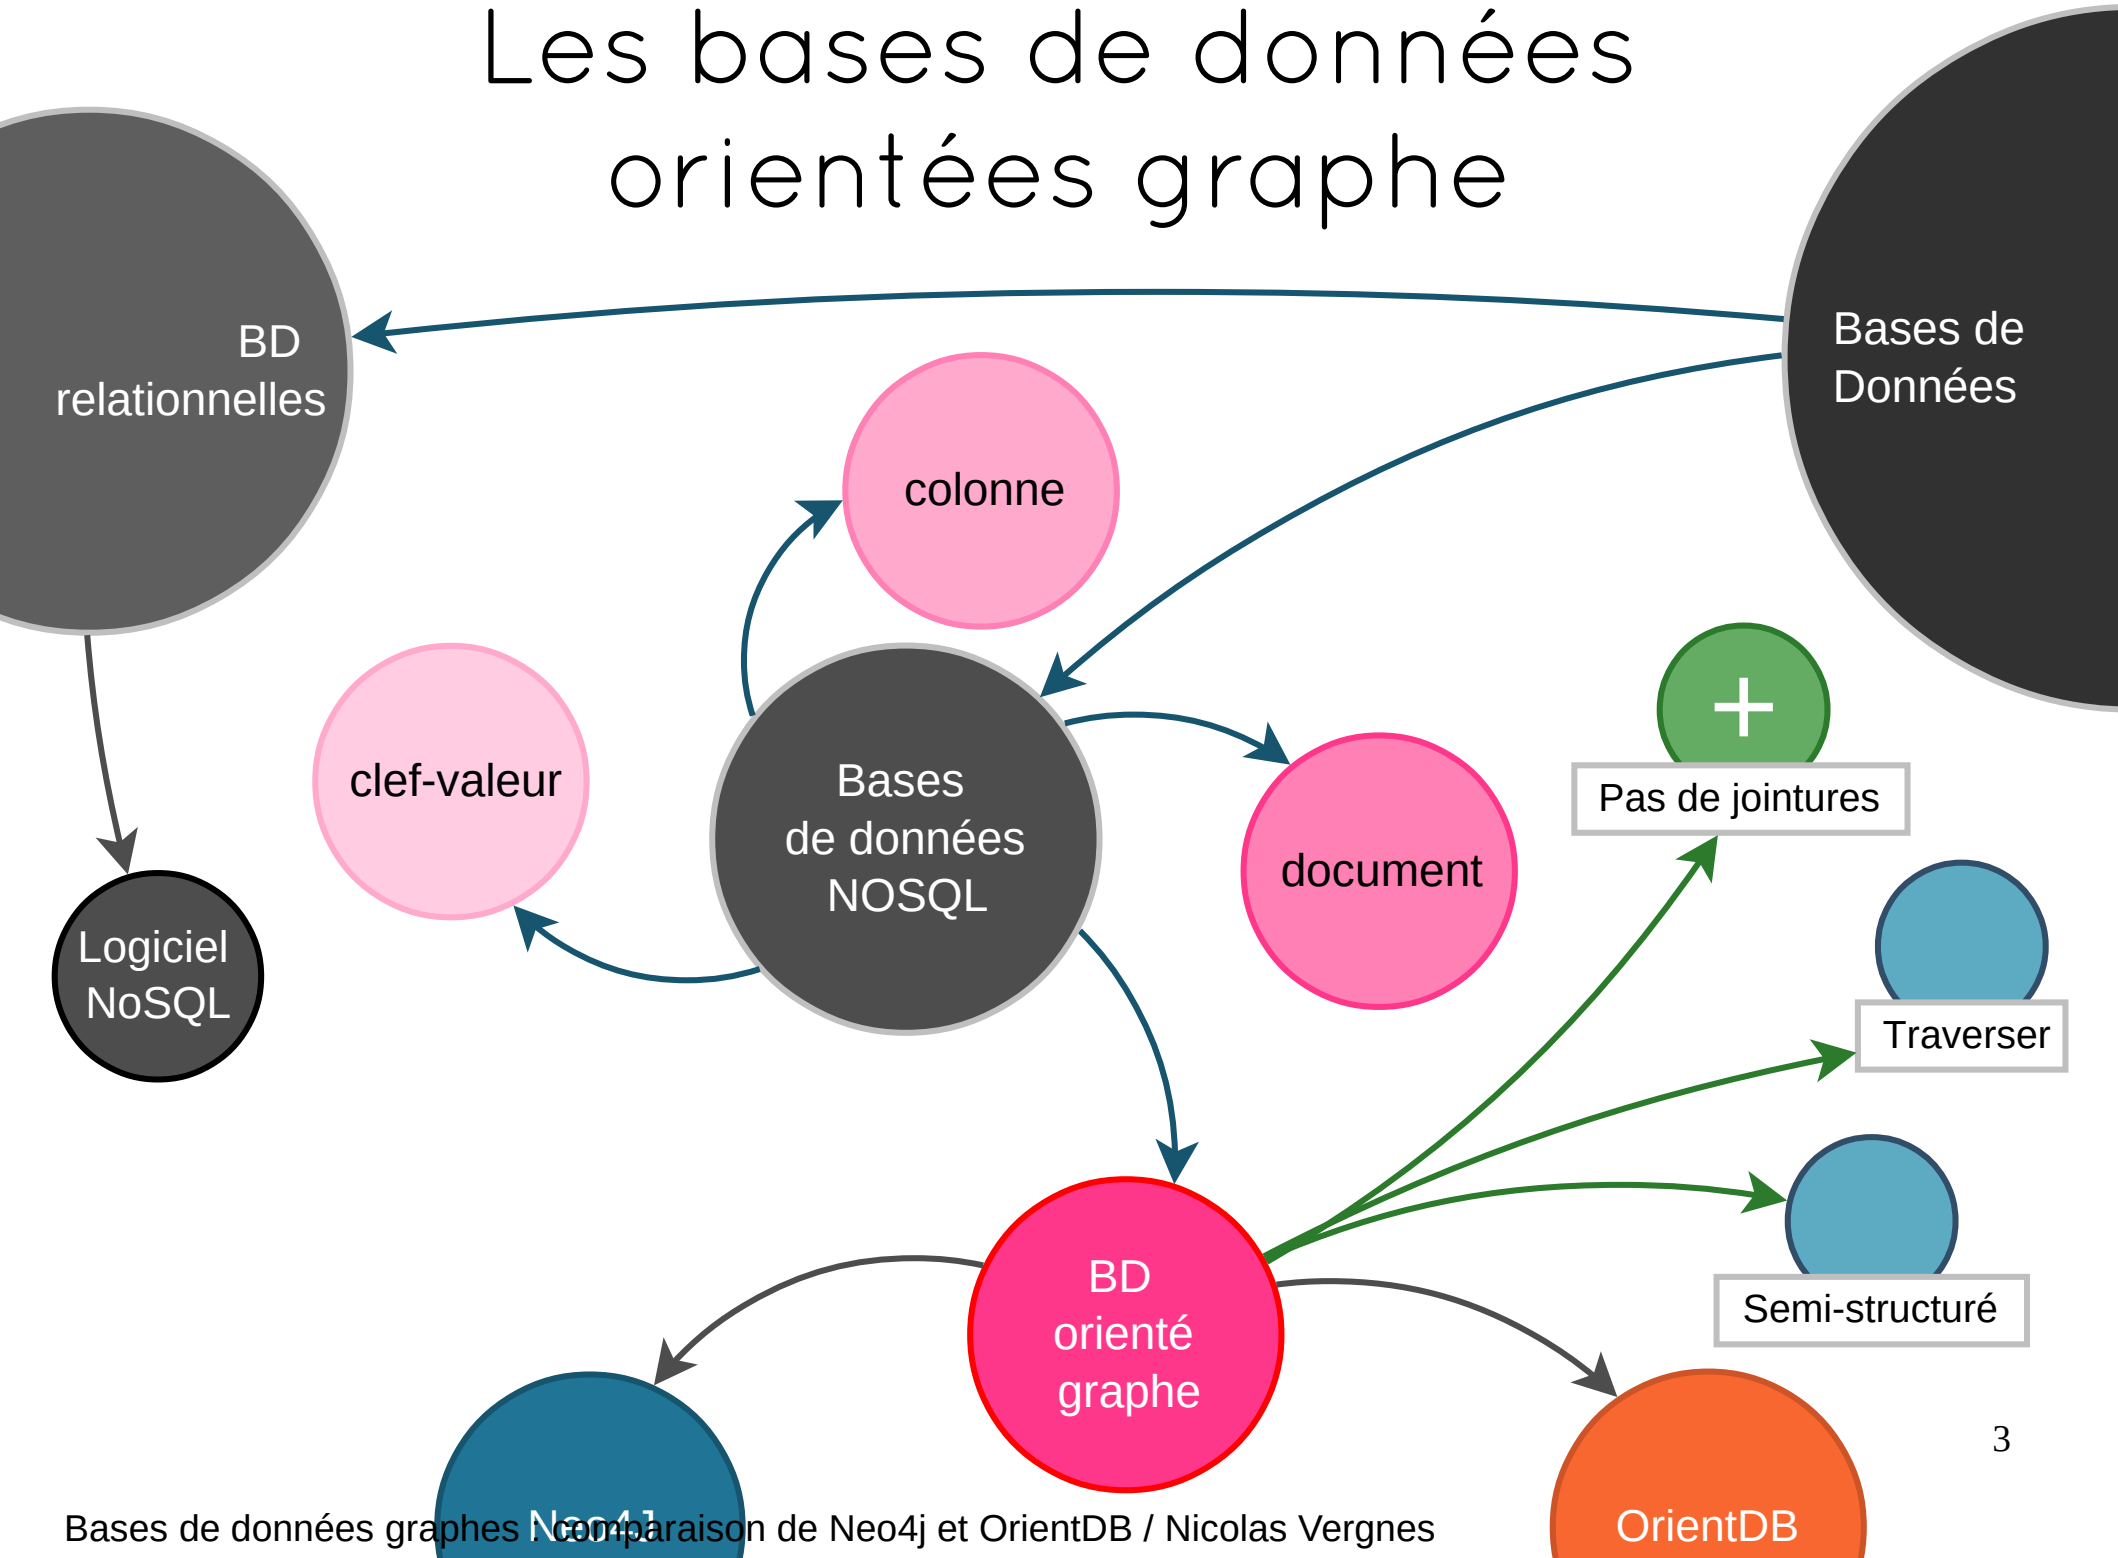 Les bases de données
orientées graphe
BD
relationnelles
Bases de
Données
colonne
clef-valeur
Bases
de données
NOSQL
document
+
Pas de jointures
Logiciel
NoSQL
Traverser
Semi-structuré
BD
orienté
graphe
Neo4J
OrientDB
3
Bases de données graphes : comparaison de Neo4j et OrientDB / Nicolas Vergnes